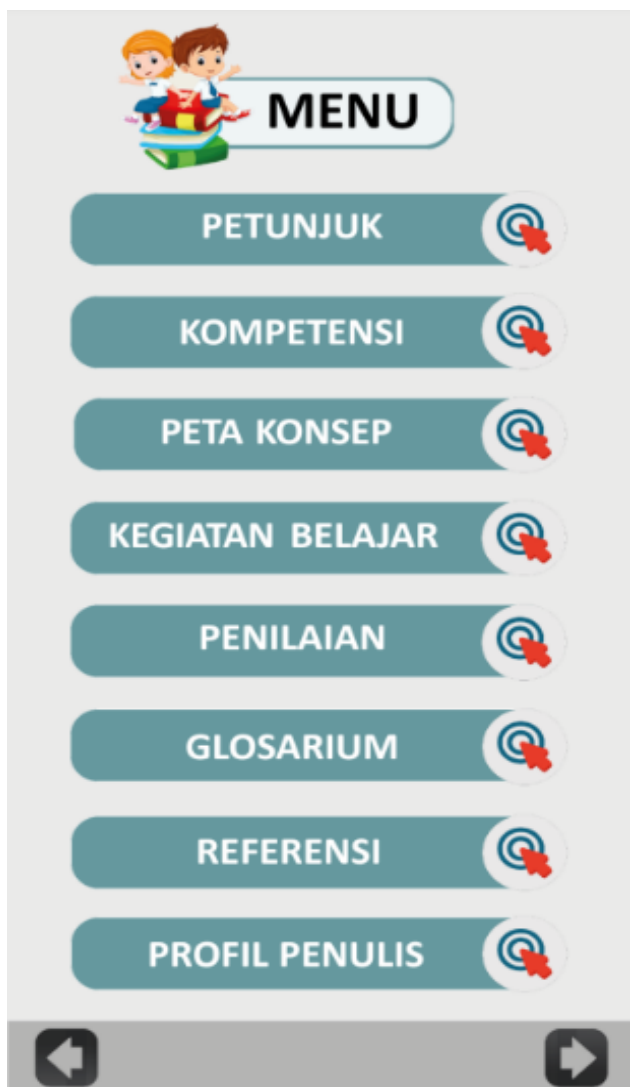 MENU
PETUNJUK
KOMPETENSI
PETA KONSEP
KEGIATAN BELAJAR
PENILAIAN
GLOSARIUM
REFERENSI
PROFIL PENULIS